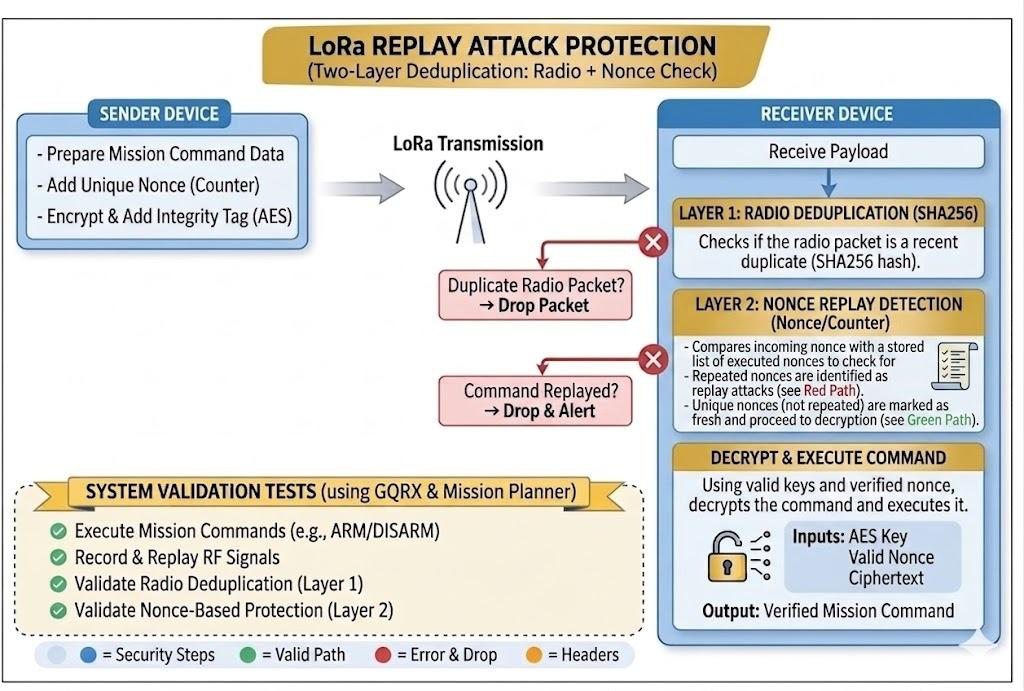 LoRa REPLAY ATTACK PROTECTION
(Two-Layer Deduplication: Radio + Nonce Check)
SENDER DEVICE
- Prepare Mission Command Data
- Add Unique Nonce (Counter)
- Encrypt & Add Integrity Tag (AES)
LoRa Transmission
RECEIVER DEVICE
Receive Payload
LAYER 1: RADIO DEDUPLICATION (SHA256)
Checks if the radio packet is a recent
duplicate (SHA256 hash).
Duplicate Radio Packet?
→ Drop Packet
LAYER 2: NONCE REPLAY DETECTION
(Nonce/Counter)
- Compares incoming nonce with a stored
list of executed nonces to check for
- Repeated nonces are identified as
replay attacks (see Red Path).
- Unique nonces (not repeated) are marked as
fresh and proceed to decryption (see Green Path).
Command Replayed?
→ Drop & Alert
DECRYPT & EXECUTE COMMAND
Using valid keys and verified nonce,
decrypts the command and executes it.
Inputs: AES Key
Valid Nonce
Ciphertext
Output: Verified Mission Command
SYSTEM VALIDATION TESTS (using GQRX & Mission Planner)
Execute Mission Commands (e.g., ARM/DISARM)
Record & Replay RF Signals
Validate Radio Deduplication (Layer 1)
Validate Nonce-Based Protection (Layer 2)
= Security Steps = Valid Path = Error & Drop = Headers